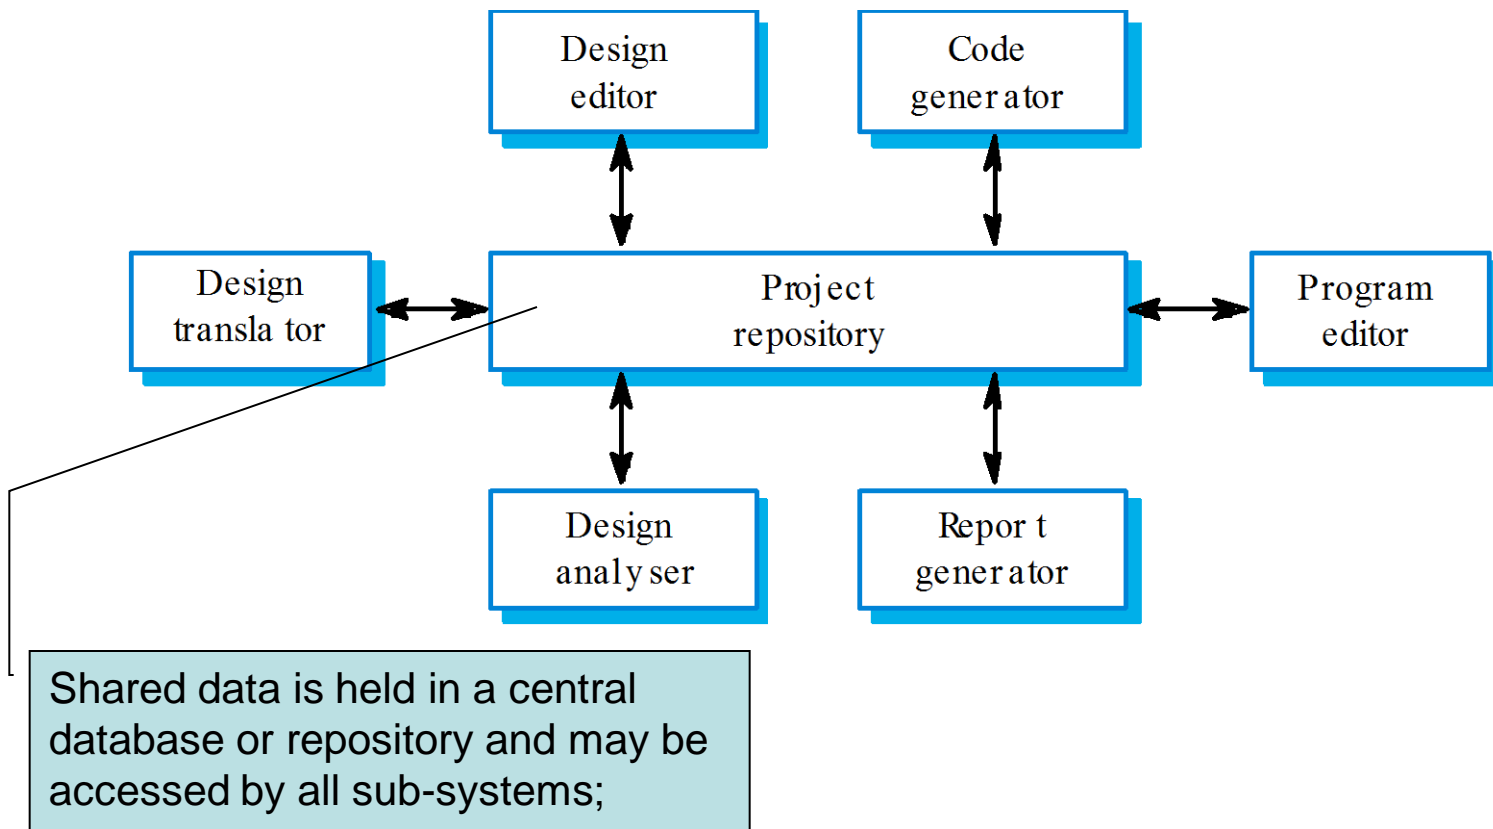 Design
editor
Code
generator
Design
translator
Project
repository
Program
editor
Design
analyser
Report
generator
Shared data is held in a central
database or repository and may be
accessed by all sub-systems;